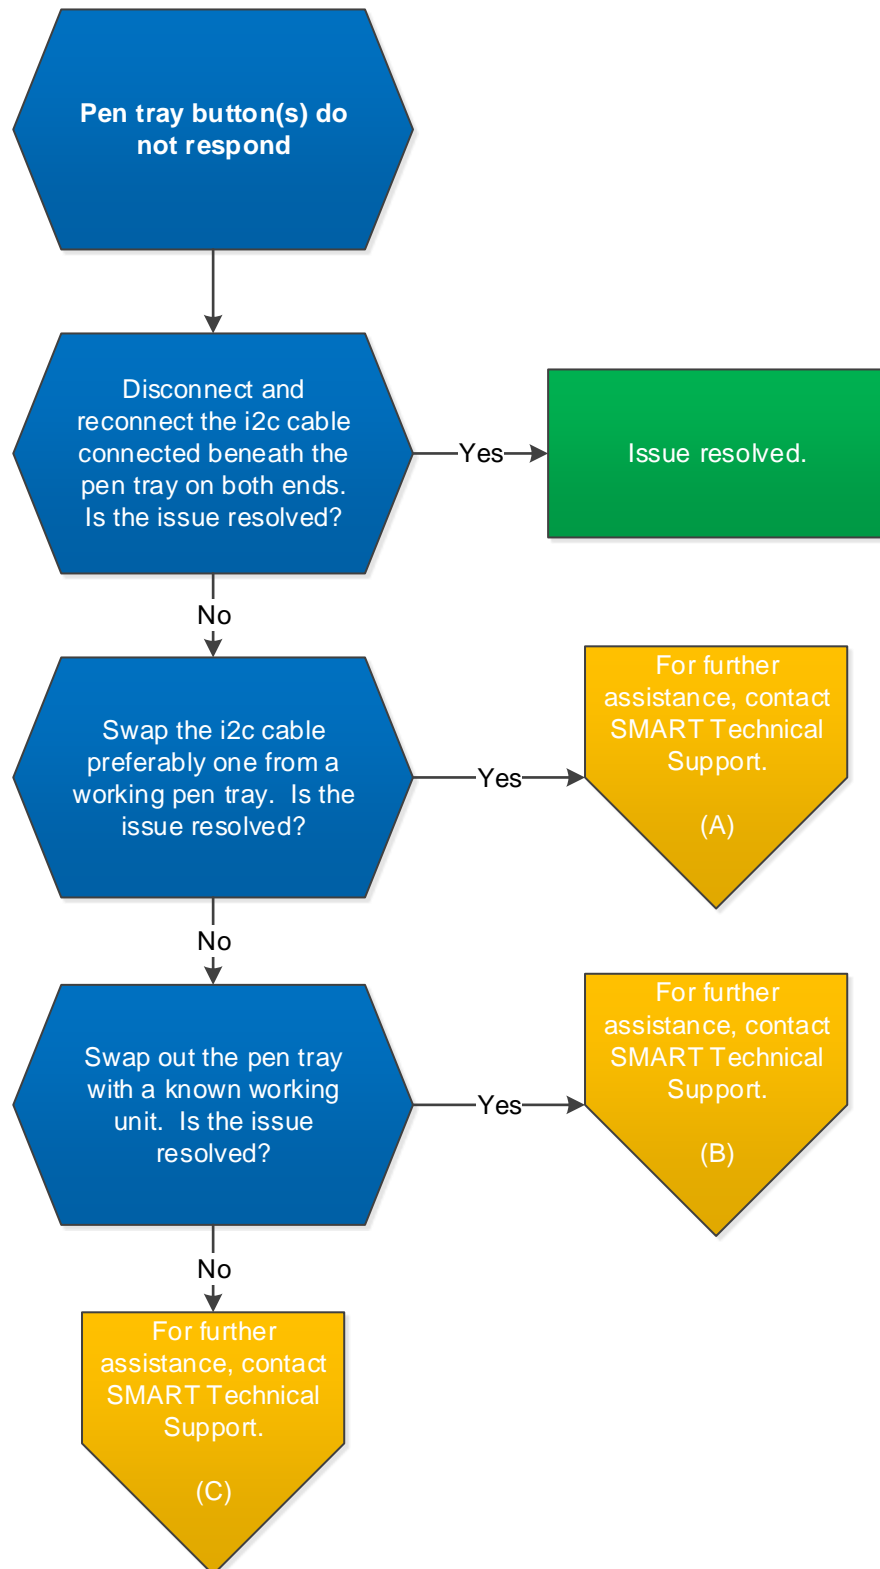 Pen tray button(s) do
not respond
Disconnect and
reconnect the i2c cable
connected beneath the
pen tray on both ends.
Is the issue resolved?
Yes
Issue resolved.
No
Swap the i2c cable
preferably one from a
working pen tray.  Is the
issue resolved?
Yes
For further
assistance, contact
SMART Technical
Support.
(A)
No
Swap out the pen tray
with a known working
unit.  Is the issue
resolved?
Yes
For further
assistance, contact
SMART Technical
Support.
(B)
No
For further
assistance, contact
SMART Technical
Support.
(C)